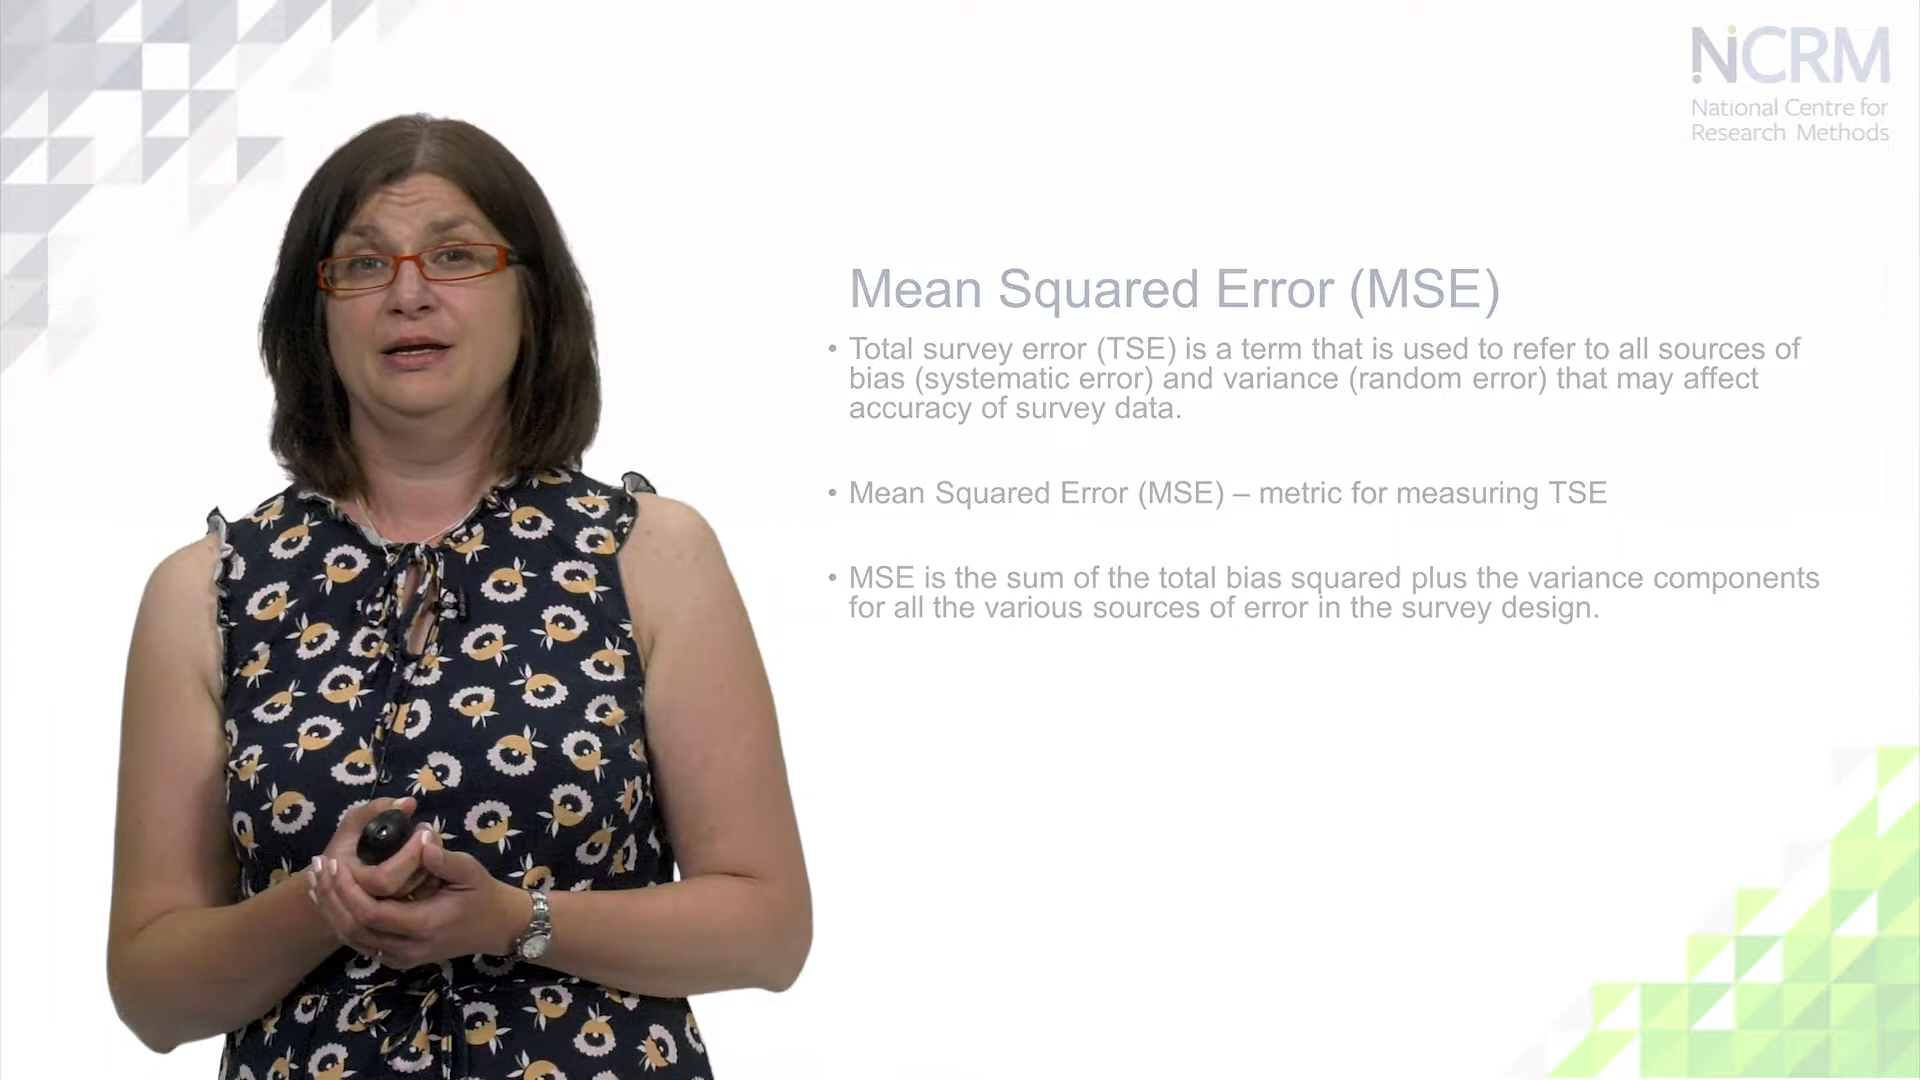 NCRM
National Centre for
Research Methods
Mean Squared Error (MSE)
• Total survey error (TSE) is a term that is used to refer to all sources of
bias (systematic error) and variance (random error) that may affect
accuracy of survey data.
• Mean Squared Error (MSE) – metric for measuring TSE
• MSE is the sum of the total bias squared plus the variance components
for all the various sources of error in the survey design.